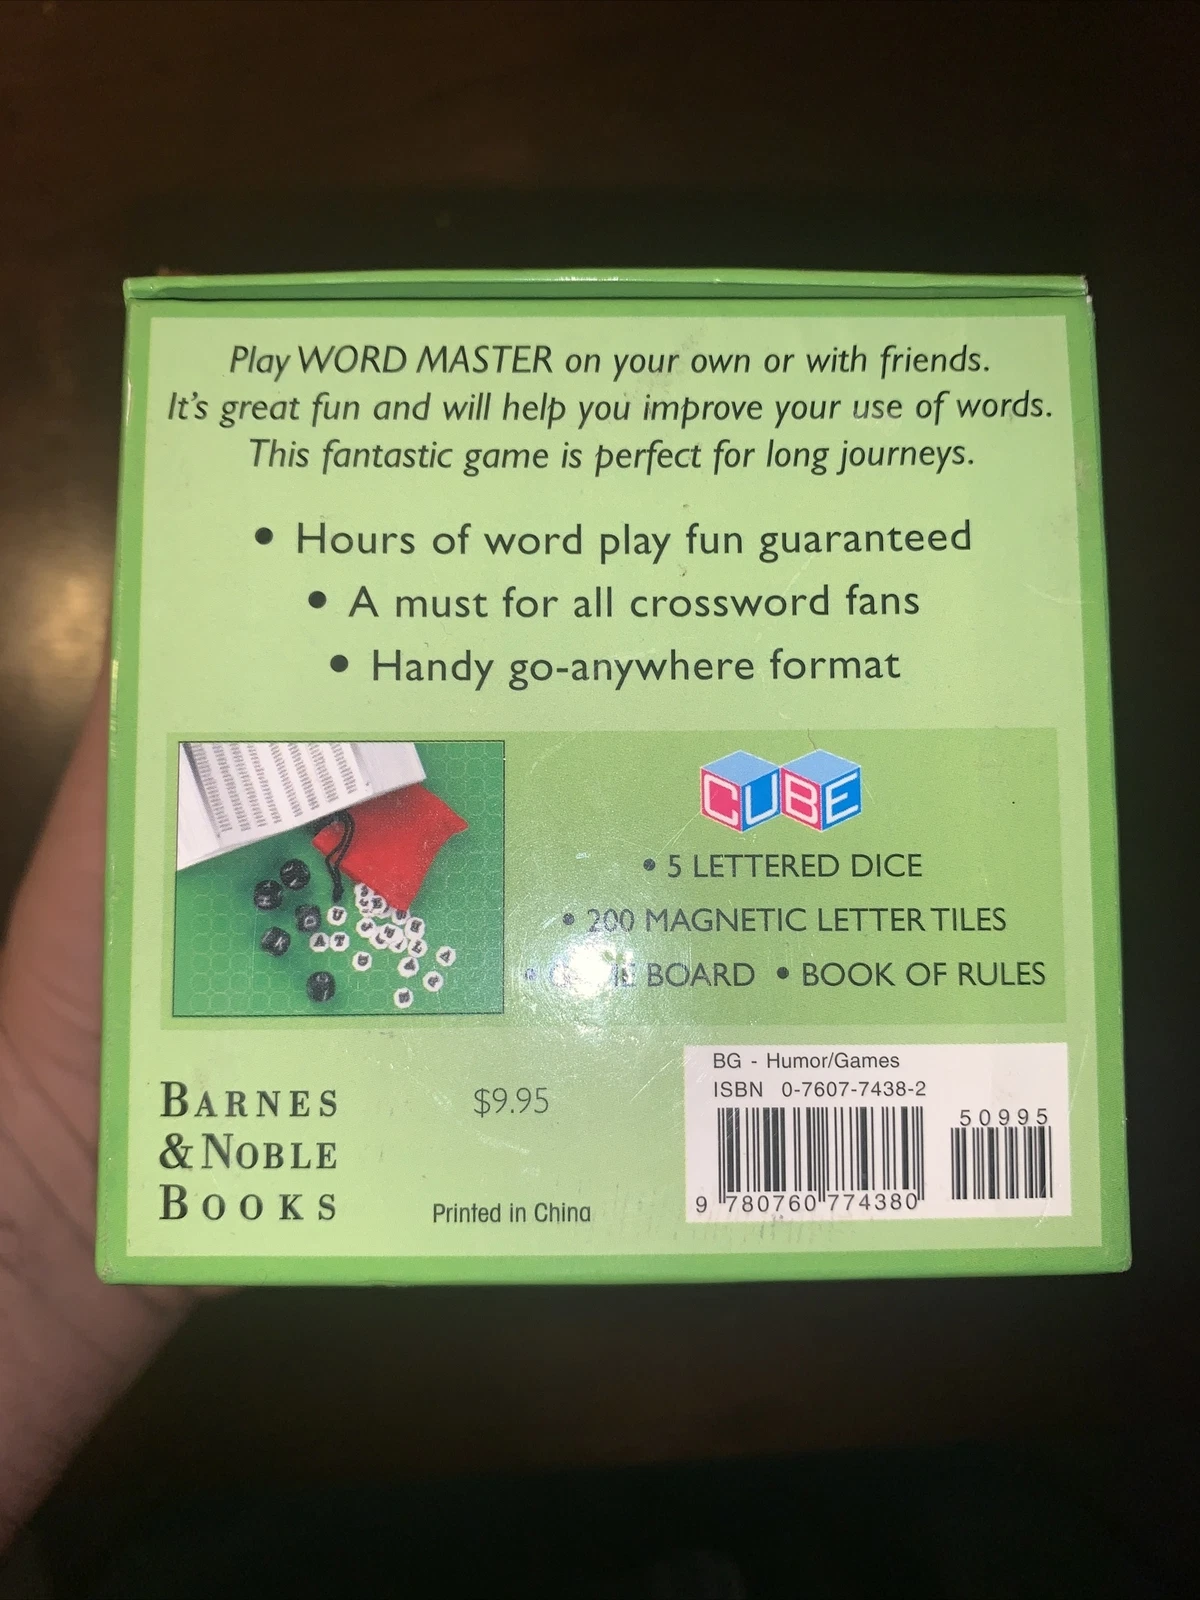 Play WORD MASTER on your own or with friends.
It's great fun and will help you improve your use of words.
This fantastic game is perfect for long journeys.
• Hours of word play fun guaranteed
• A must for all crossword fans
• Handy go-anywhere format
CUBE
• 5 LETTERED DICE
• 200 MAGNETIC LETTER TILES
• BOARD • BOOK OF RULES
BARNES
& NOBLE
BOOKS
$9.95
Printed in China
BG - Humor/Games
ISBN 0-7607-7438-2
50995
9 780760 774380